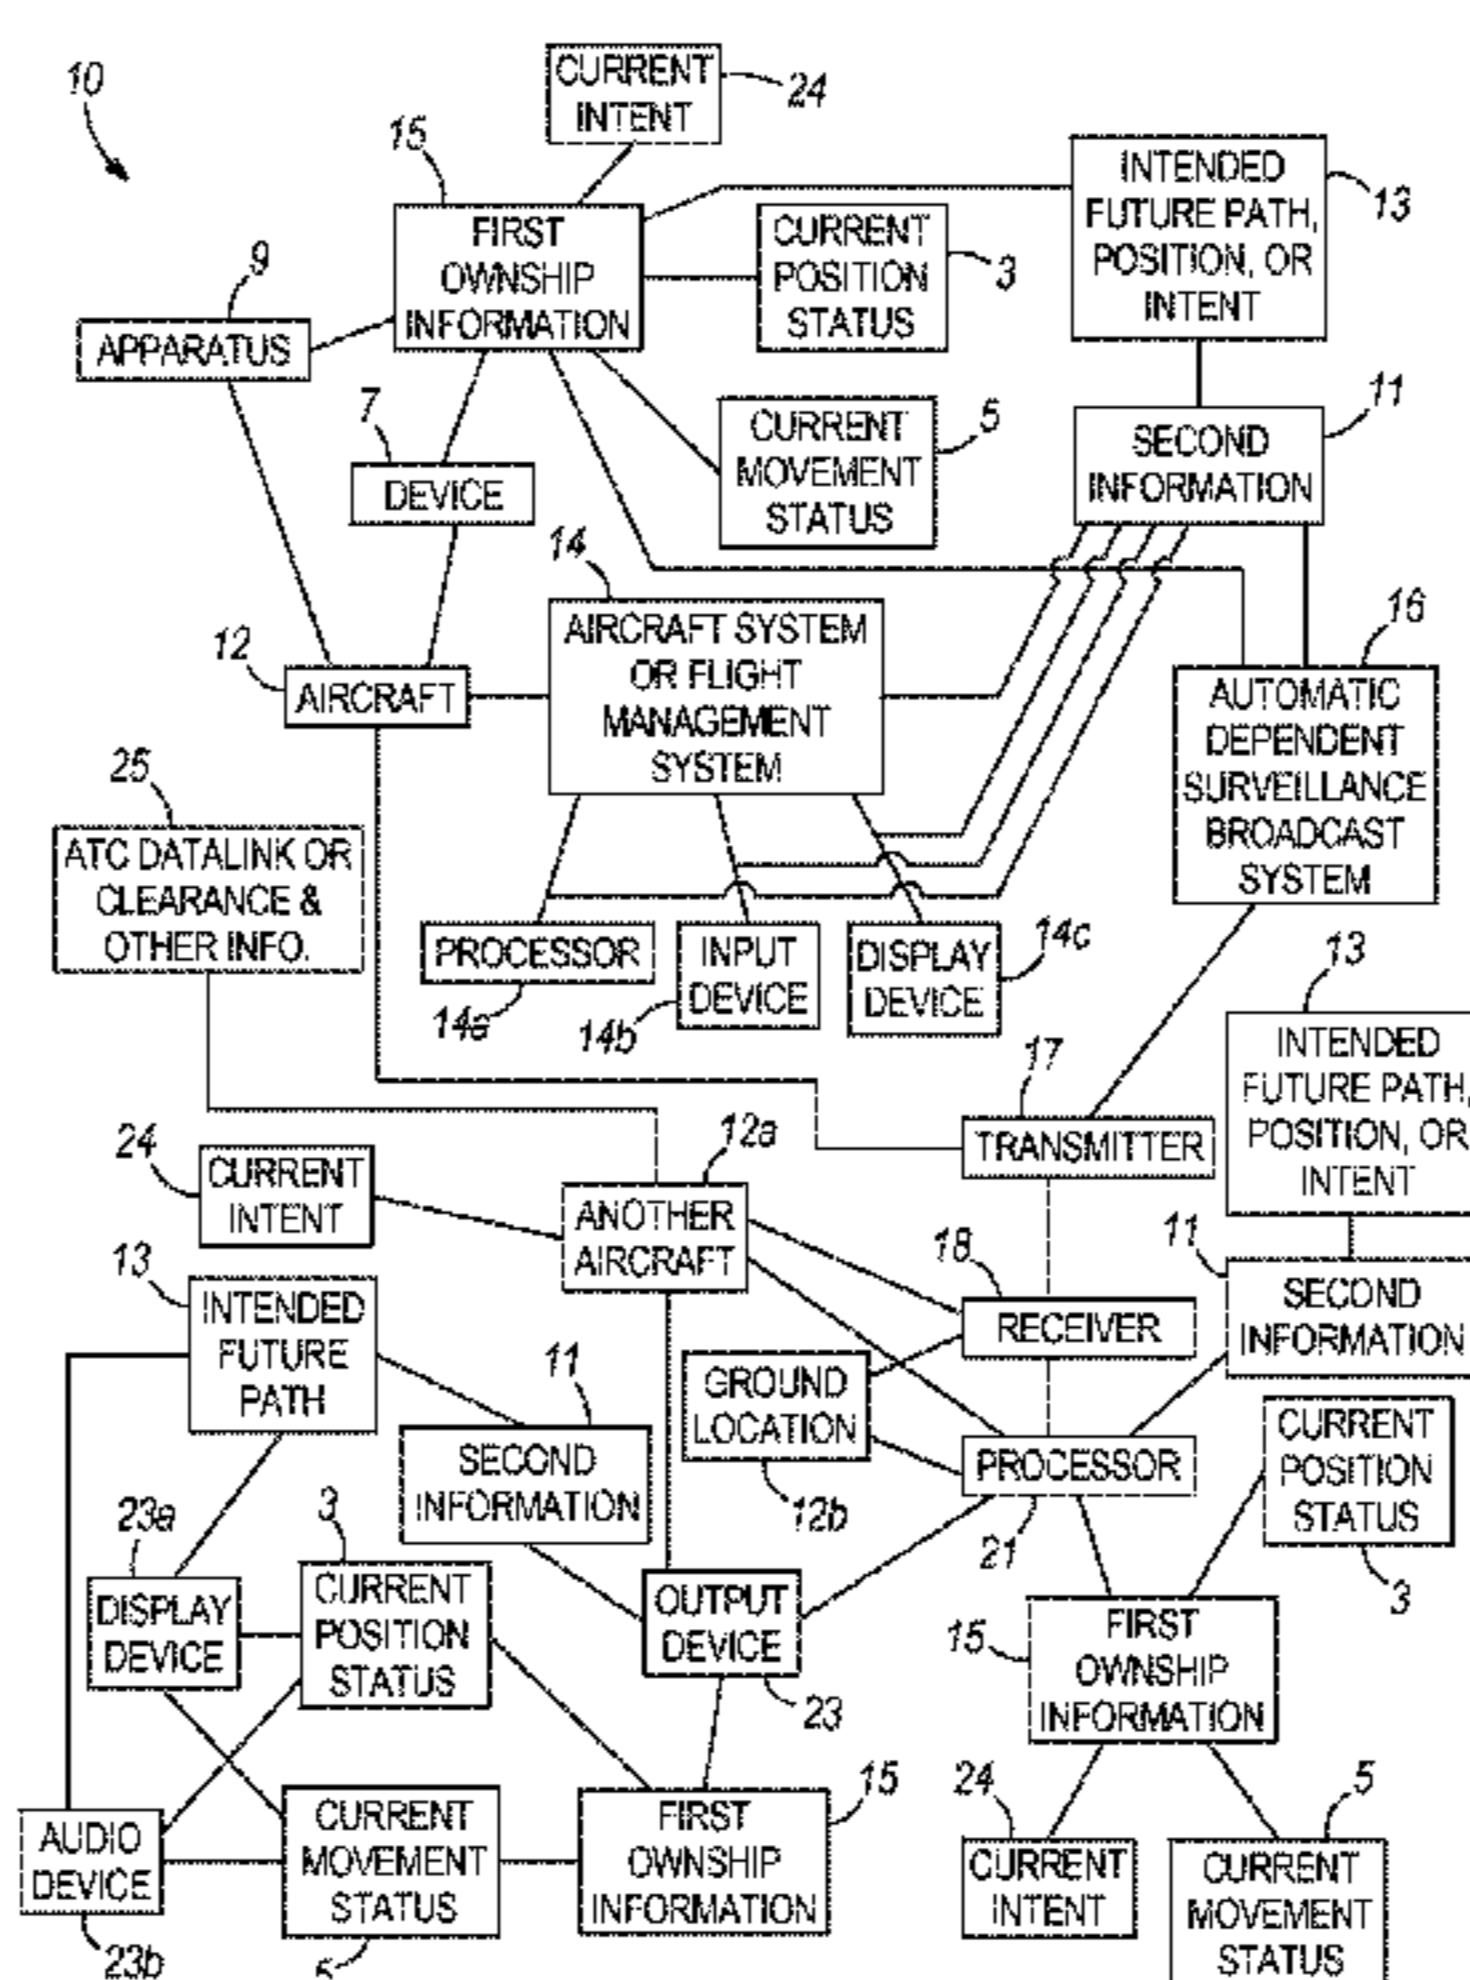 10
CURRENT
INTENT
24
15
FIRST
OWNSHIP
INFORMATION
CURRENT
POSITION
STATUS
3
INTENDED
FUTURE PATH,
POSITION, OR
INTENT
13
9
APPARATUS
7
DEVICE
CURRENT
MOVEMENT
STATUS
5
SECOND
INFORMATION
11
14
AIRCRAFT SYSTEM
OR FLIGHT
MANAGEMENT
SYSTEM
12
AIRCRAFT
16
AUTOMATIC
DEPENDENT
SURVEILLANCE
BROADCAST
SYSTEM
25
ATC DATALINK OR
CLEARANCE &
OTHER INFO.
PROCESSOR
14a
INPUT
DEVICE
14b
DISPLAY
DEVICE
14c
13
INTENDED
FUTURE PATH,
POSITION, OR
INTENT
17
TRANSMITTER
24
CURRENT
INTENT
12a
ANOTHER
AIRCRAFT
18
RECEIVER
11
SECOND
INFORMATION
13
INTENDED
FUTURE
PATH
11
SECOND
INFORMATION
GROUND
LOCATION
12b
PROCESSOR
21
CURRENT
POSITION
STATUS
3
23a
DISPLAY
DEVICE
3
CURRENT
POSITION
STATUS
OUTPUT
DEVICE
23
15
FIRST
OWNSHIP
INFORMATION
AUDIO
DEVICE
23b
CURRENT
MOVEMENT
STATUS
5
FIRST
OWNSHIP
INFORMATION
15
24
CURRENT
INTENT
5
CURRENT
MOVEMENT
STATUS